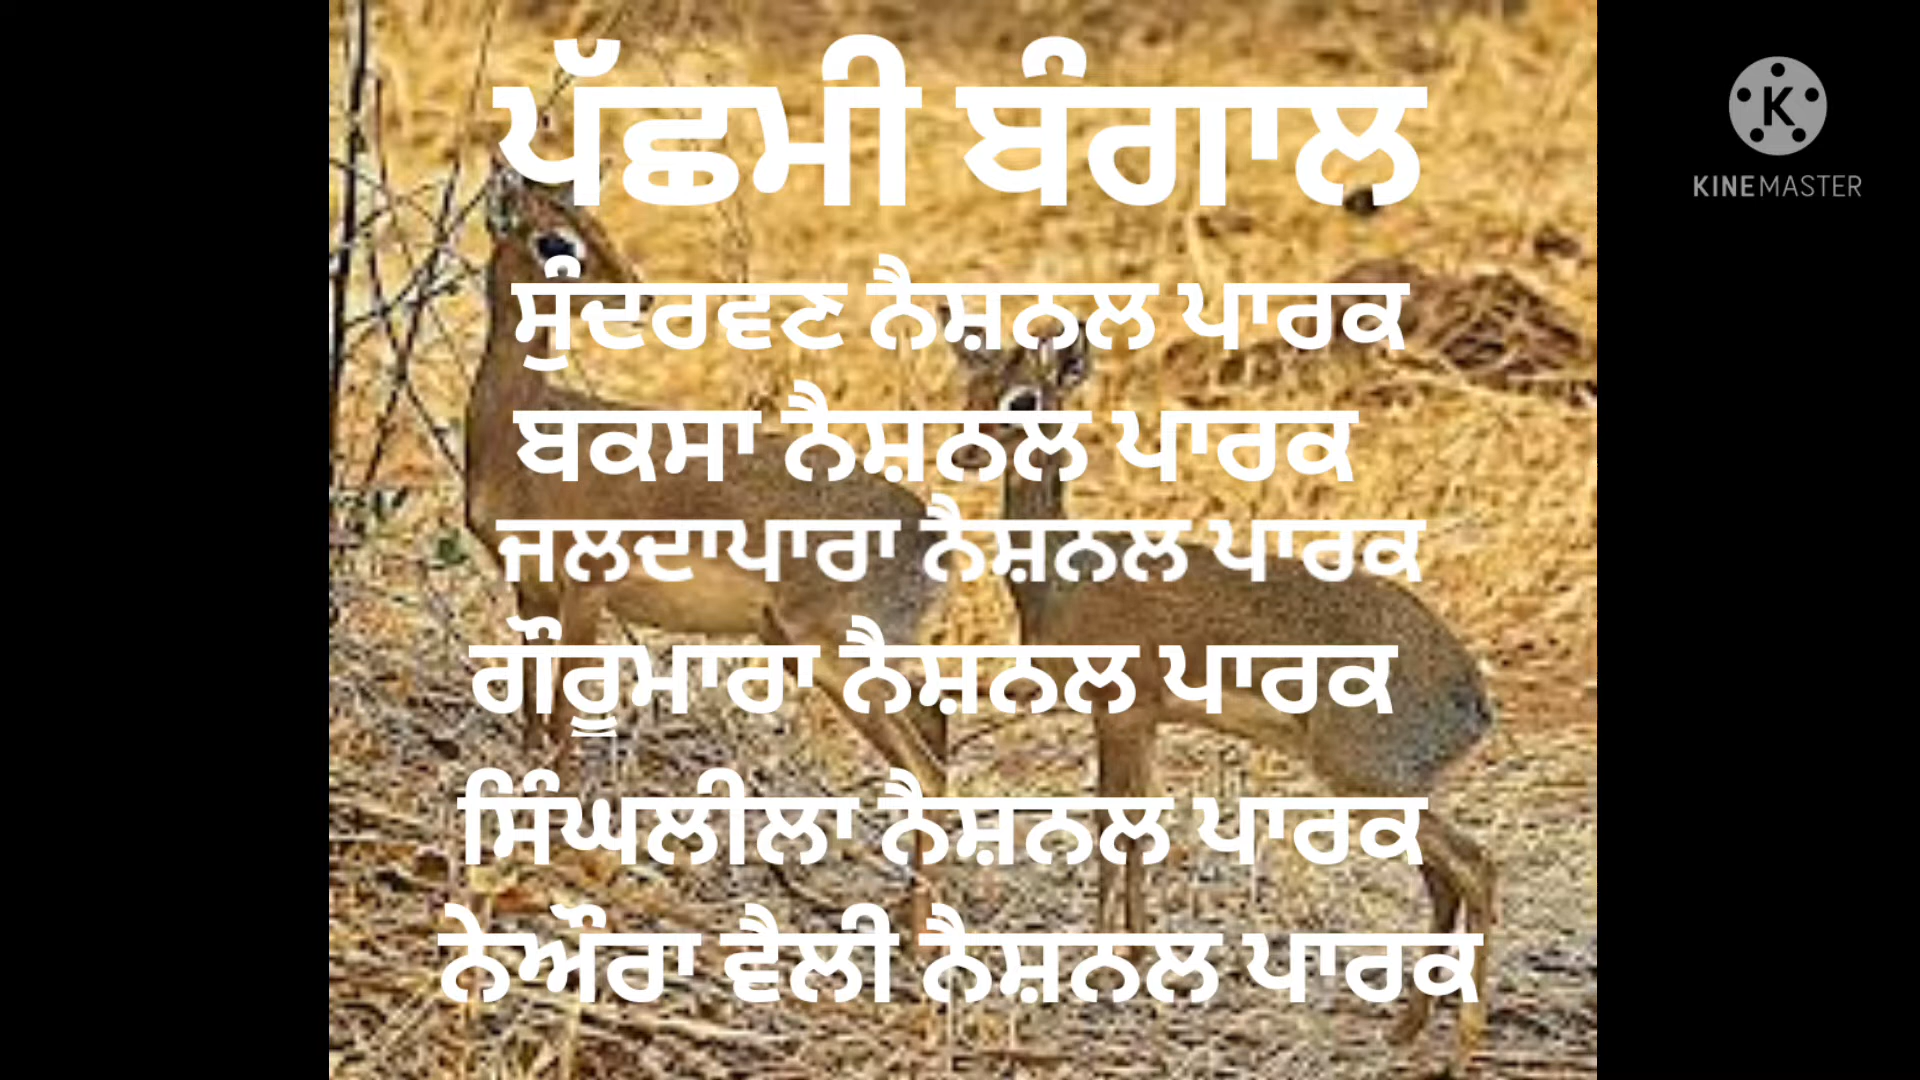 ਪੱਛਮੀ ਬੰਗਾਲ
ਸੁੰਦਰਵਣ ਨੈਸ਼ਨਲ ਪਾਰਕ
ਬਕਸਾ ਨੈਸ਼ਨਲ ਪਾਰਕ
ਜਲਦਾਪਾਰਾ ਨੈਸ਼ਨਲ ਪਾਰਕ
ਗੌਰੂਮਾਰਾ ਨੈਸ਼ਨਲ ਪਾਰਕ
ਸਿੰਘਲੀਲਾ ਨੈਸ਼ਨਲ ਪਾਰਕ
ਨੇਔਰਾ ਵੈਲੀ ਨੈਸ਼ਨਲ ਪਾਰਕ
K
KINEMASTER